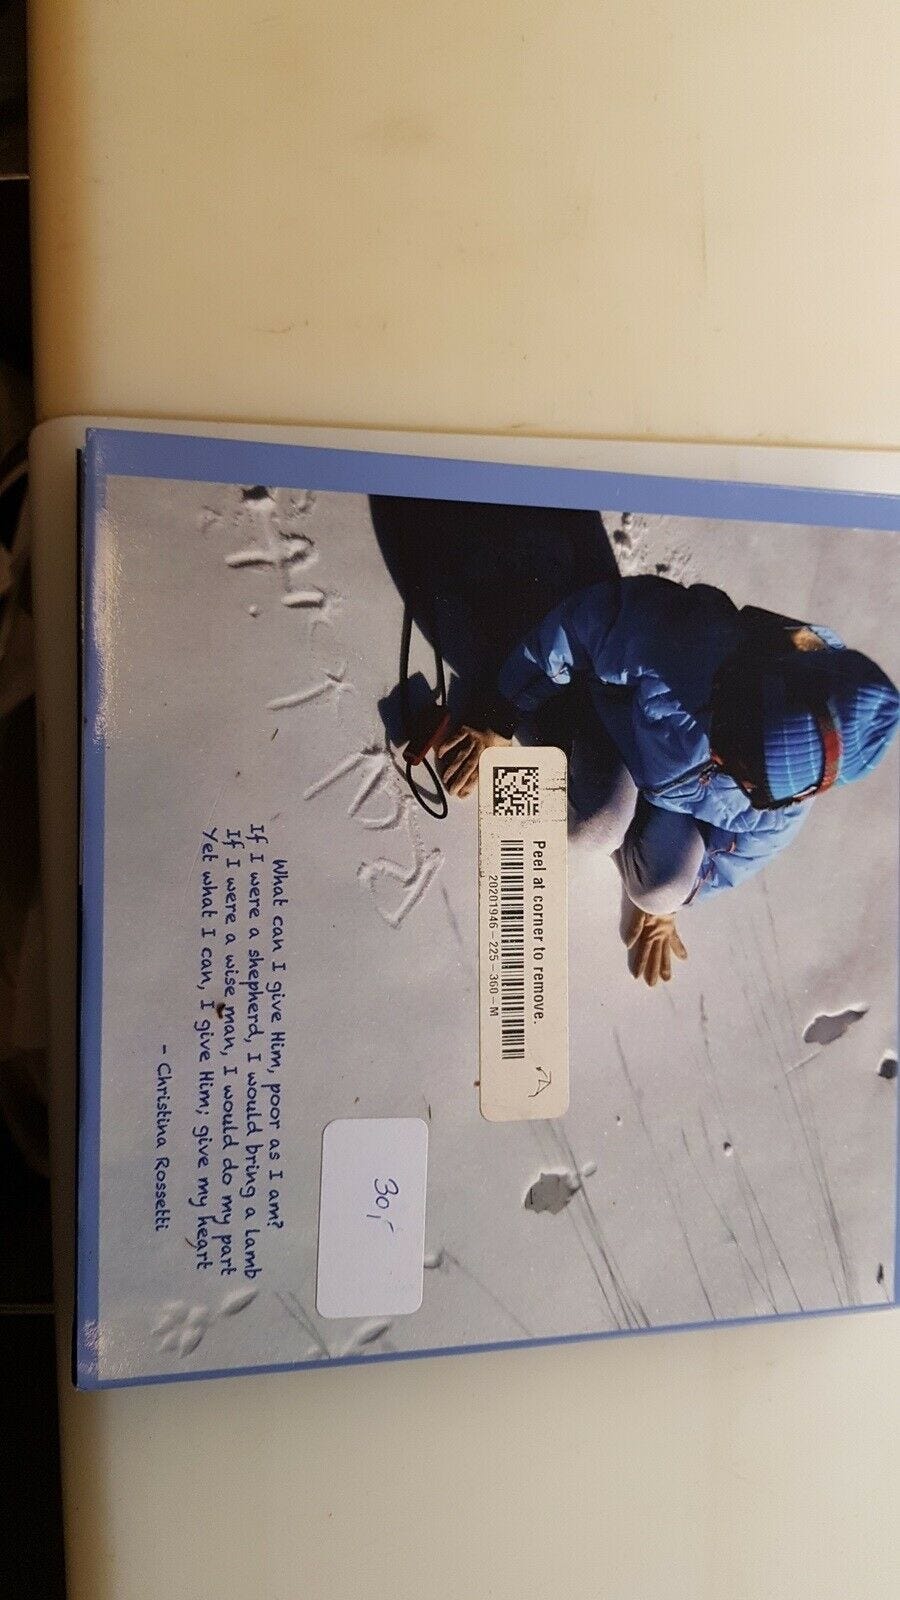 Peel at corner to remove.
20201946-225-360-M
30,-
What can I give Him, poor as I am?
If I were a shepherd, I would bring a lamb
If I were a wise man, I would do my part
Yet what I can, I give Him; give my heart
- Christina Rossetti